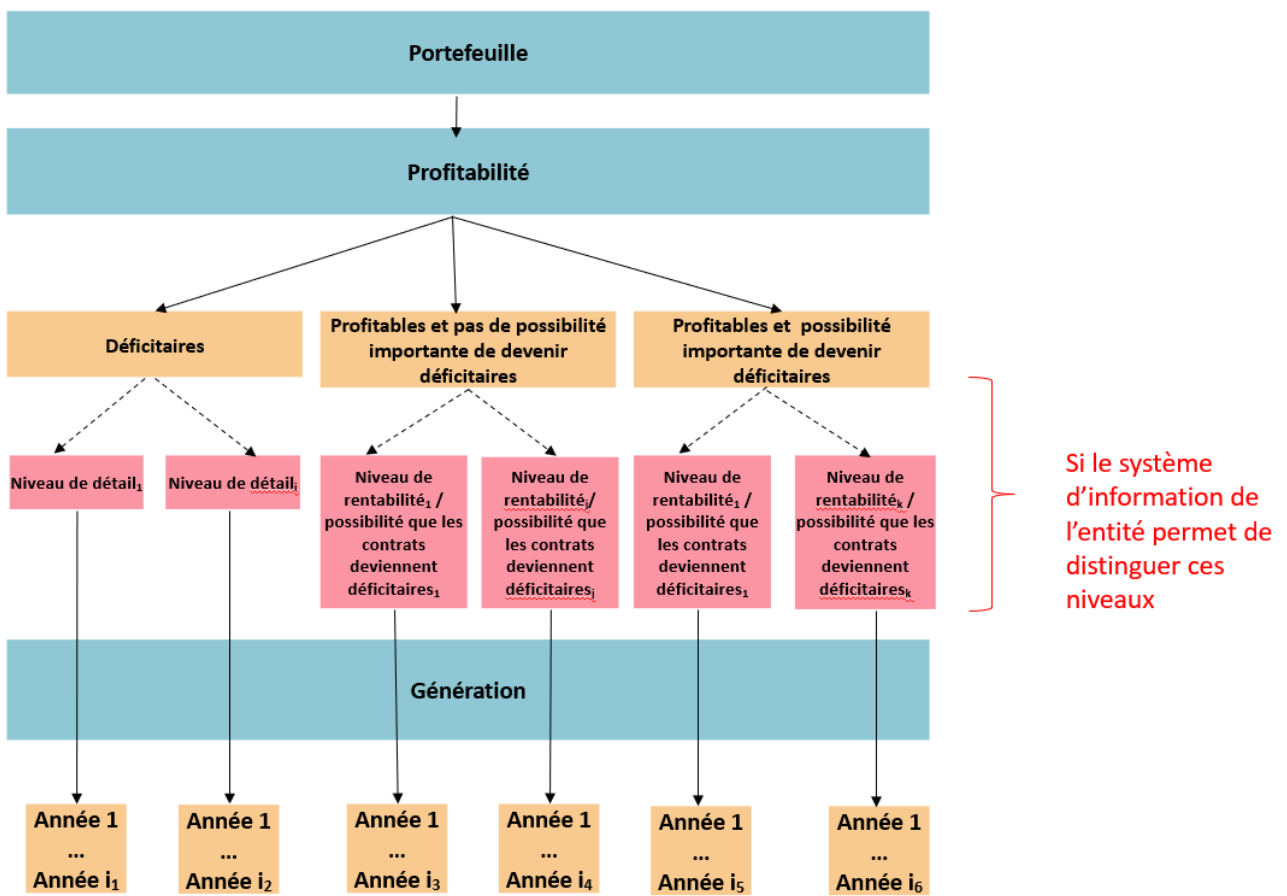 Portefeuille
Profitabilité
Déficitaires
Profitables et pas de possibilité
importante de devenir
déficitaires
Profitables et possibilité
importante de devenir
déficitaires
Niveau de détail₁
Niveau de détailᵢ
Niveau de
rentabilité₁ /
possibilité que les
contrats
deviennent
déficitaires₁
Niveau de
rentabilitéⱼ/
possibilité que
les contrats
deviennent
déficitairesⱼ
Niveau de
rentabilité₁ /
possibilité que
les contrats
deviennent
déficitaires₁
Niveau de
rentabilitéₖ /
possibilité que les
contrats
deviennent
déficitairesₖ
Si le système
d’information de
l’entité permet de
distinguer ces
niveaux
Génération
Année 1
...
Année i₁
Année 1
...
Année i₂
Année 1
...
Année i₃
Année 1
...
Année i₄
Année 1
...
Année i₅
Année 1
...
Année i₆